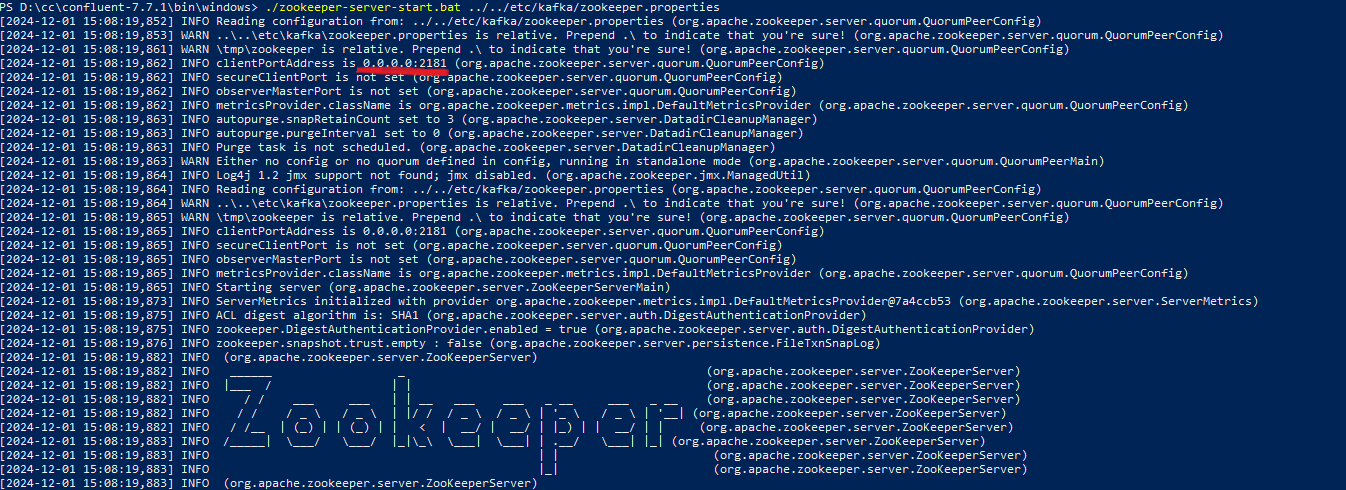 PS D:\cc\confluent-7.7.1\bin\windows> ./zookeeper-server-start.bat ../../etc/kafka/zookeeper.properties
[2024-12-01 15:08:19,852] INFO Reading configuration from: ../../etc/kafka/zookeeper.properties (org.apache.zookeeper.server.quorum.QuorumPeerConfig)
[2024-12-01 15:08:19,853] WARN ..\..\etc\kafka\zookeeper.properties is relative. Prepend .\ to indicate that you're sure! (org.apache.zookeeper.server.quorum.QuorumPeerConfig)
[2024-12-01 15:08:19,861] WARN \tmp\zookeeper is relative. Prepend .\ to indicate that you're sure! (org.apache.zookeeper.server.quorum.QuorumPeerConfig)
[2024-12-01 15:08:19,862] INFO clientPortAddress is 0.0.0.0:2181 (org.apache.zookeeper.server.quorum.QuorumPeerConfig)
[2024-12-01 15:08:19,862] INFO secureClientPort is not set (org.apache.zookeeper.server.quorum.QuorumPeerConfig)
[2024-12-01 15:08:19,862] INFO observerMasterPort is not set (org.apache.zookeeper.server.quorum.QuorumPeerConfig)
[2024-12-01 15:08:19,862] INFO metricsProvider.className is org.apache.zookeeper.metrics.impl.DefaultMetricsProvider (org.apache.zookeeper.server.quorum.QuorumPeerConfig)
[2024-12-01 15:08:19,863] INFO autopurge.snapRetainCount set to 3 (org.apache.zookeeper.server.DatadirCleanupManager)
[2024-12-01 15:08:19,863] INFO autopurge.purgeInterval set to 0 (org.apache.zookeeper.server.DatadirCleanupManager)
[2024-12-01 15:08:19,863] INFO Purge task is not scheduled. (org.apache.zookeeper.server.DatadirCleanupManager)
[2024-12-01 15:08:19,863] WARN Either no config or no quorum defined in config, running in standalone mode (org.apache.zookeeper.server.quorum.QuorumPeerMain)
[2024-12-01 15:08:19,864] INFO Log4j 1.2 jmx support not found; jmx disabled. (org.apache.zookeeper.jmx.ManagedUtil)
[2024-12-01 15:08:19,864] INFO Reading configuration from: ../../etc/kafka/zookeeper.properties (org.apache.zookeeper.server.quorum.QuorumPeerConfig)
[2024-12-01 15:08:19,864] WARN ..\..\etc\kafka\zookeeper.properties is relative. Prepend .\ to indicate that you're sure! (org.apache.zookeeper.server.quorum.QuorumPeerConfig)
[2024-12-01 15:08:19,865] WARN \tmp\zookeeper is relative. Prepend .\ to indicate that you're sure! (org.apache.zookeeper.server.quorum.QuorumPeerConfig)
[2024-12-01 15:08:19,865] INFO clientPortAddress is 0.0.0.0:2181 (org.apache.zookeeper.server.quorum.QuorumPeerConfig)
[2024-12-01 15:08:19,865] INFO secureClientPort is not set (org.apache.zookeeper.server.quorum.QuorumPeerConfig)
[2024-12-01 15:08:19,865] INFO observerMasterPort is not set (org.apache.zookeeper.server.quorum.QuorumPeerConfig)
[2024-12-01 15:08:19,865] INFO metricsProvider.className is org.apache.zookeeper.metrics.impl.DefaultMetricsProvider (org.apache.zookeeper.server.quorum.QuorumPeerConfig)
[2024-12-01 15:08:19,865] INFO Starting server (org.apache.zookeeper.server.ZooKeeperServerMain)
[2024-12-01 15:08:19,873] INFO ServerMetrics initialized with provider org.apache.zookeeper.metrics.impl.DefaultMetricsProvider@7a4ccb53 (org.apache.zookeeper.server.ServerMetrics)
[2024-12-01 15:08:19,875] INFO ACL digest algorithm is: SHA1 (org.apache.zookeeper.server.auth.DigestAuthenticationProvider)
[2024-12-01 15:08:19,875] INFO zookeeper.DigestAuthenticationProvider.enabled = true (org.apache.zookeeper.server.auth.DigestAuthenticationProvider)
[2024-12-01 15:08:19,876] INFO zookeeper.snapshot.trust.empty : false (org.apache.zookeeper.server.persistence.FileTxnSnapLog)
[2024-12-01 15:08:19,882] INFO  (org.apache.zookeeper.server.ZooKeeperServer)
[2024-12-01 15:08:19,882] INFO   ______                  _                                           (org.apache.zookeeper.server.ZooKeeperServer)
[2024-12-01 15:08:19,882] INFO  |___  /                 | |                                          (org.apache.zookeeper.server.ZooKeeperServer)
[2024-12-01 15:08:19,882] INFO     / /    ___     ___   | | __   ___    ___   _ __     ___   _ __    (org.apache.zookeeper.server.ZooKeeperServer)
[2024-12-01 15:08:19,882] INFO    / /    / _ \   / _ \  | |/ /  / _ \  / _ \ | '_ \   / _ \ | '__| (org.apache.zookeeper.server.ZooKeeperServer)
[2024-12-01 15:08:19,882] INFO   / /__  | (_) | | (_) | |   <  |  __/ |  __/ | |_) | |  __/ | |    (org.apache.zookeeper.server.ZooKeeperServer)
[2024-12-01 15:08:19,883] INFO  /_____|  \___/   \___/  |_|\_\  \___|  \___| | .__/   \___| |_| (org.apache.zookeeper.server.ZooKeeperServer)
[2024-12-01 15:08:19,883] INFO                                               | |                     (org.apache.zookeeper.server.ZooKeeperServer)
[2024-12-01 15:08:19,883] INFO                                               |_|                     (org.apache.zookeeper.server.ZooKeeperServer)
[2024-12-01 15:08:19,883] INFO  (org.apache.zookeeper.server.ZooKeeperServer)